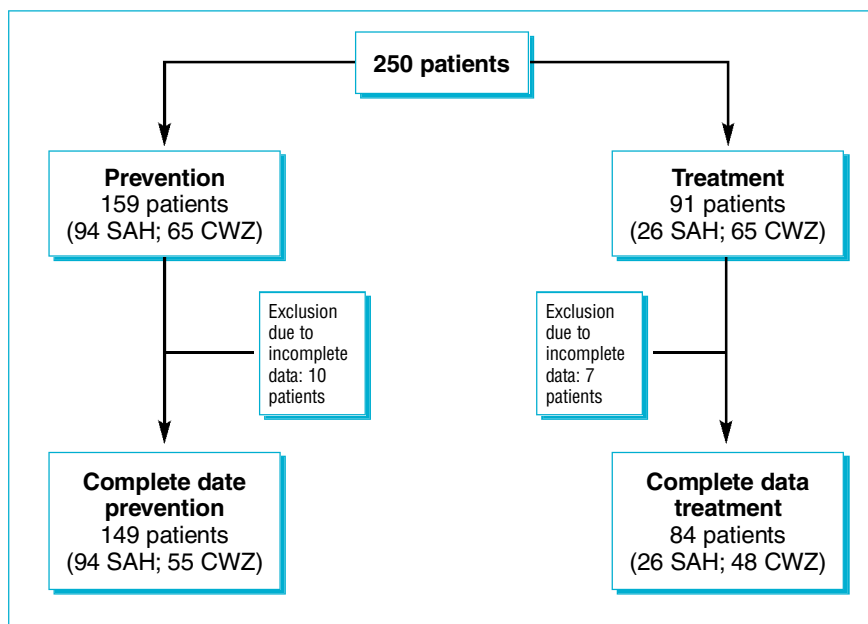 250 patients
Prevention
159 patients
(94 SAH; 65 CWZ)
Treatment
91 patients
(26 SAH; 65 CWZ)
Exclusion
due to
incomplete
data: 10
patients
Exclusion
due to
incomplete
data: 7
patients
Complete date
prevention
149 patients
(94 SAH; 55 CWZ)
Complete data
treatment
84 patients
(26 SAH; 48 CWZ)